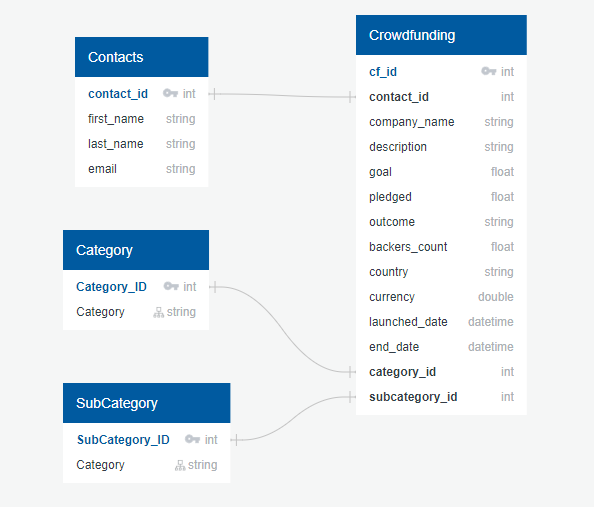 Contacts
contact_id int
first_name string
last_name string
email string
Crowdfunding
cf_id int
contact_id int
company_name string
description string
goal float
pledged float
outcome string
backers_count float
country string
currency double
launched_date datetime
end_date datetime
category_id int
subcategory_id int
Category
Category_ID int
Category string
SubCategory
SubCategory_ID int
Category string